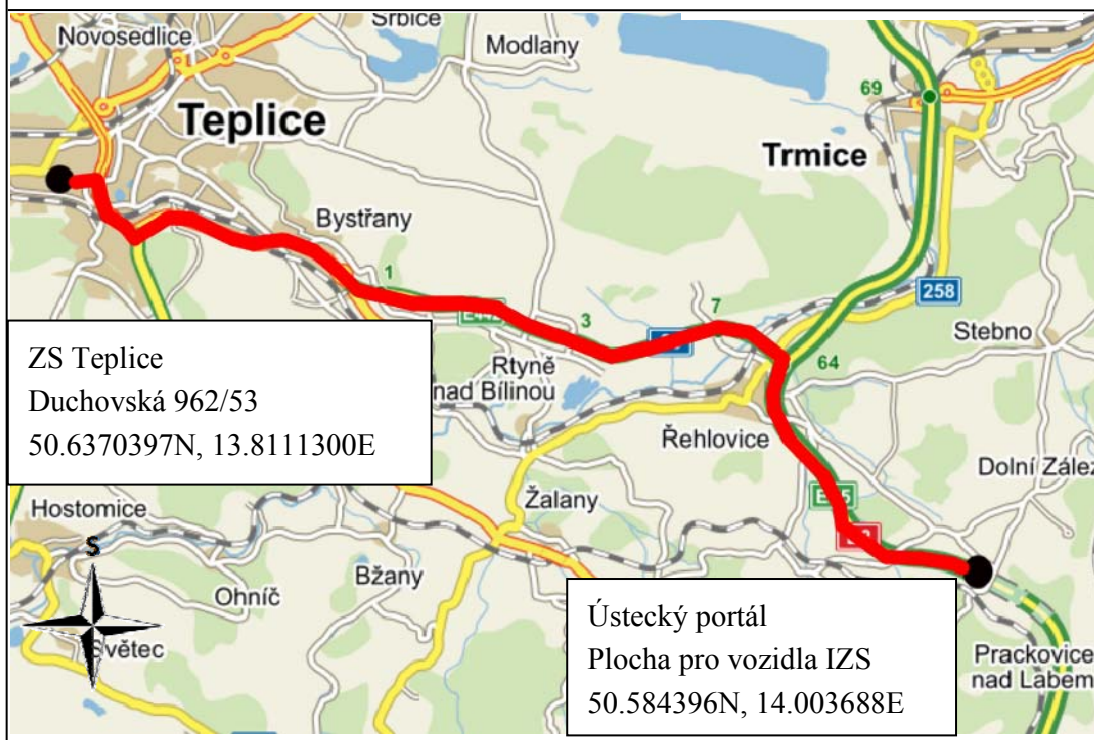 Srbice
Novosedlice
Modlany
Teplice
69
Trmice
Bystřany
1
258
3
7
Stebno
64
ZS Teplice
Duchovská 962/53
50.6370397N, 13.8111300E
Rtyně
nad Bílinou
Řehlovice
Dolní Zález
Hostomice
Žalany
S
Bžany
Ohnič
Světec
Ústecký portál
Plocha pro vozidla IZS
50.584396N, 14.003688E
Prackovice
nad Labem